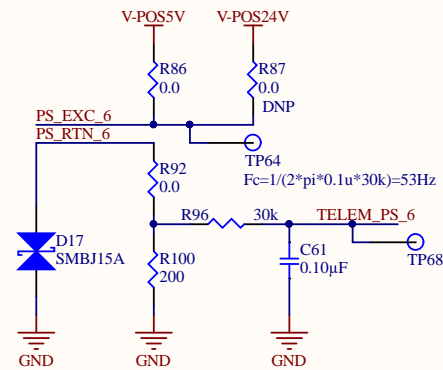 V-POS5V
V-POS24V
R86
0.0
R87
0.0
DNP
PS_EXC_6
PS_RTN_6
TP64
R92
0.0
Fc=1/(2*pi*0.1u*30k)=53Hz
R96
30k
TELEM_PS_6
D17
SMBJ15A
R100
200
C61
0.10µF
TP68
GND
GND
GND